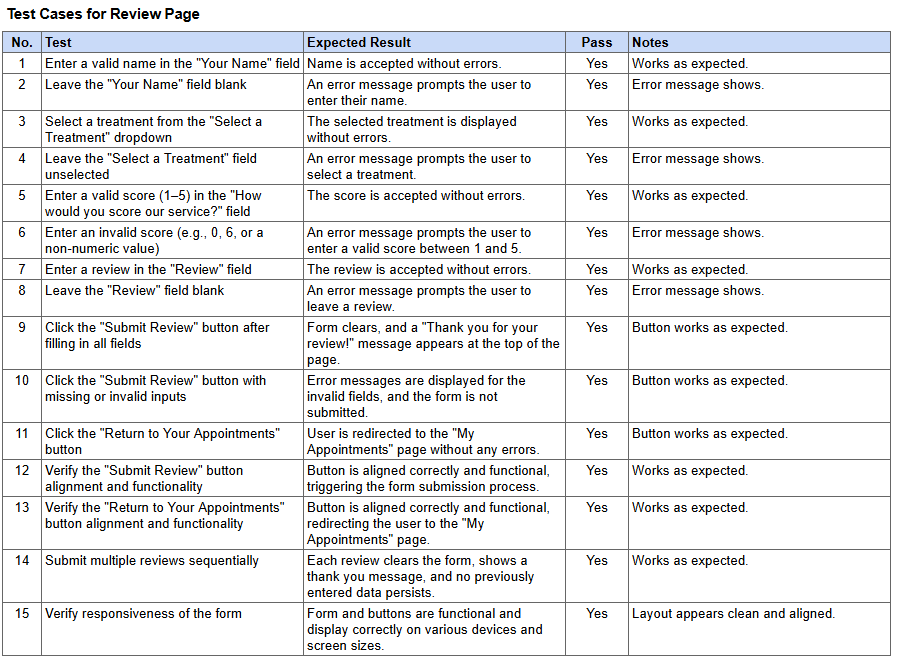 Test Cases for Review Page
No. Test Expected Result Pass Notes
1 Enter a valid name in the "Your Name" field Name is accepted without errors. Yes Works as expected.
2 Leave the "Your Name" field blank An error message prompts the user to Yes Error message shows.
enter their name.
3 Select a treatment from the "Select a The selected treatment is displayed Yes Works as expected.
Treatment" dropdown without errors.
4 Leave the "Select a Treatment" field An error message prompts the user to Yes Error message shows.
unselected select a treatment.
5 Enter a valid score (1–5) in the "How The score is accepted without errors. Yes Works as expected.
would you score our service?" field
6 Enter an invalid score (e.g., 0, 6, or a An error message prompts the user to Yes Error message shows.
non-numeric value) enter a valid score between 1 and 5.
7 Enter a review in the "Review" field The review is accepted without errors. Yes Works as expected.
8 Leave the "Review" field blank An error message prompts the user to Yes Error message shows.
leave a review.
9 Click the "Submit Review" button after Form clears, and a "Thank you for your Yes Button works as expected.
filling in all fields review!" message appears at the top of the
page.
10 Click the "Submit Review" button with Error messages are displayed for the Yes Button works as expected.
missing or invalid inputs invalid fields, and the form is not
submitted.
11 Click the "Return to Your Appointments" User is redirected to the "My Yes Button works as expected.
button Appointments" page without any errors.
12 Verify the "Submit Review" button Button is aligned correctly and functional, Yes Works as expected.
alignment and functionality triggering the form submission process.
13 Verify the "Return to Your Appointments" Button is aligned correctly and functional, Yes Works as expected.
button alignment and functionality redirecting the user to the "My
Appointments" page.
14 Submit multiple reviews sequentially Each review clears the form, shows a Yes Works as expected.
thank you message, and no previously
entered data persists.
15 Verify responsiveness of the form Form and buttons are functional and Yes Layout appears clean and aligned.
display correctly on various devices and
screen sizes.